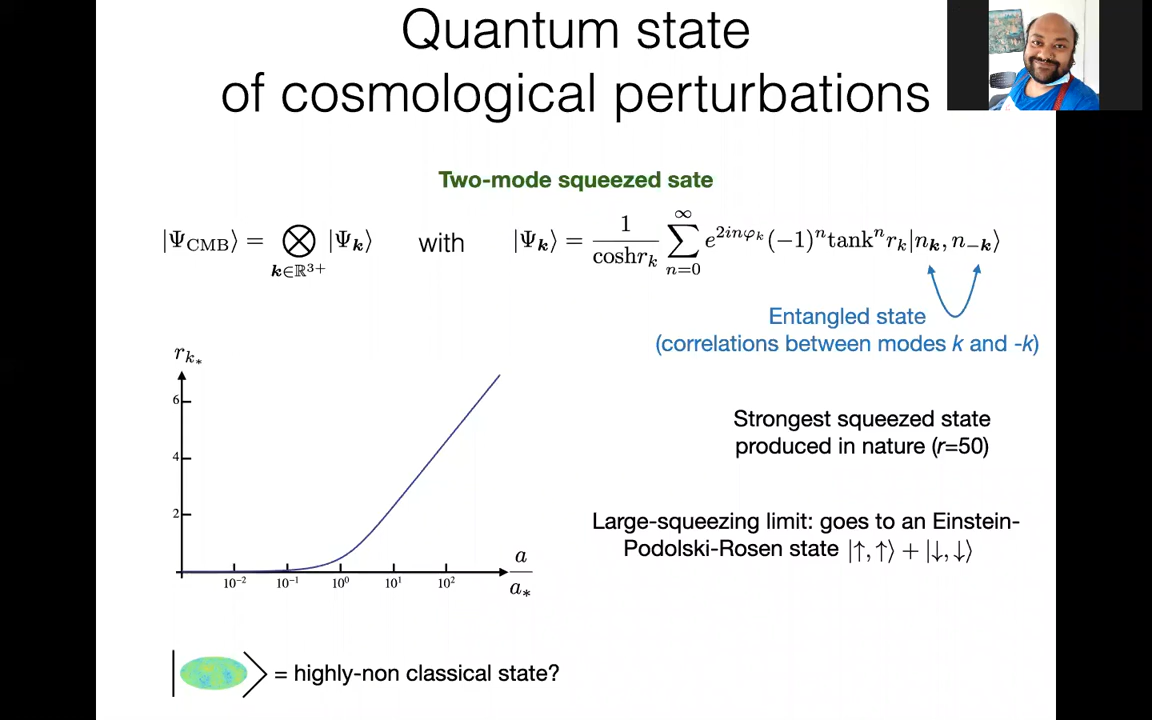 Quantum state
of cosmological perturbations
Two-mode squeezed sate
|Ψ_CMB⟩ = ⨂_{k∈ℝ³⁺} |Ψ_k⟩ with |Ψ_k⟩ = 1/coshr_k ∑_{n=0}^{∞} e^{2inφ_k}(-1)^n tank^n r_k|n_k, n_{-k}⟩
Entangled state
(correlations between modes k and -k)
r_{k_*}
6
4
2
10⁻² 10⁻¹ 10⁰ 10¹ 10²
a/a_*
Strongest squeezed state
produced in nature (r=50)
Large-squeezing limit: goes to an Einstein-
Podolski-Rosen state |↑,↑⟩ + |↓,↓⟩
= highly-non classical state?